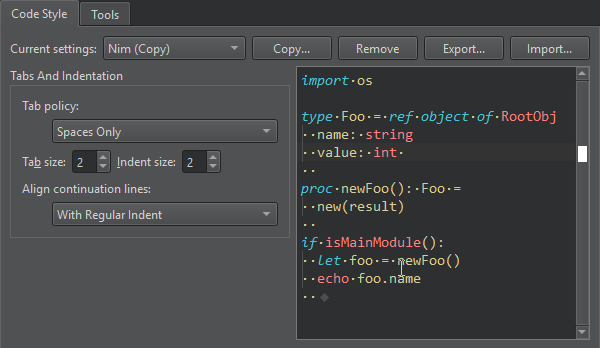 Code Style
Tools
Current settings: Nim (Copy) Copy... Remove Export... Import...
Tabs And Indentation
Tab policy:
Spaces Only
Tab size: 2 Indent size: 2
Align continuation lines:
With Regular Indent
import·os
type·Foo·=·ref·object·of·RootObj
··name:·string
··value:·int·
··
proc·newFoo():·Foo·=
··new(result)
··
if·isMainModule():
··let·foo·=·newFoo()
··echo·foo.name
··